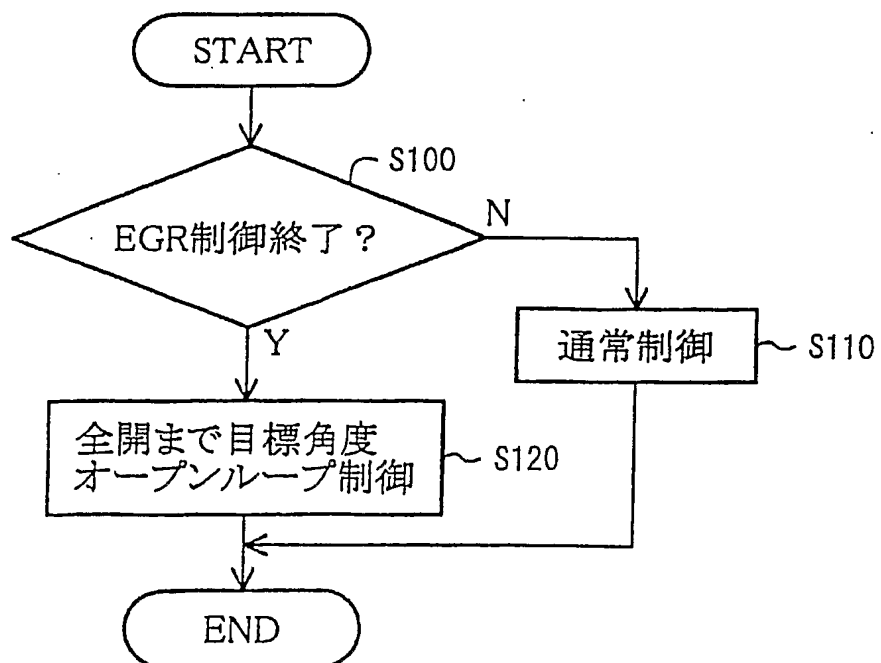 START
S100
EGR制御終了?
N
Y
通常制御
S110
全開まで目標角度
オープンループ制御
S120
END